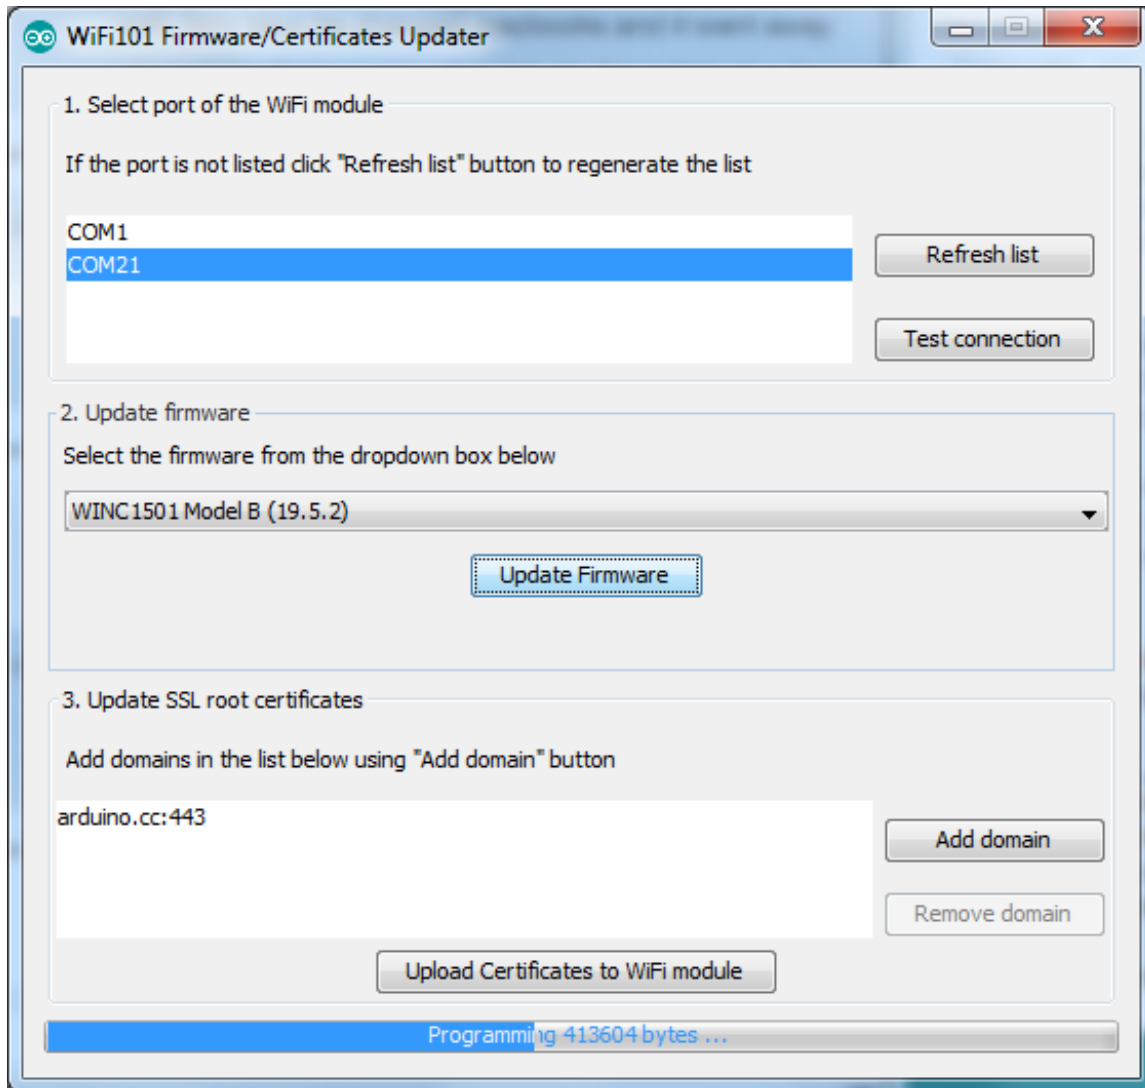 WiFi101 Firmware/Certificates Updater
1. Select port of the WiFi module
If the port is not listed click "Refresh list" button to regenerate the list
COM1
COM21
Refresh list
Test connection
2. Update firmware
Select the firmware from the dropdown box below
WINC1501 Model B (19.5.2)
Update Firmware
3. Update SSL root certificates
Add domains in the list below using "Add domain" button
arduino.cc:443
Add domain
Remove domain
Upload Certificates to WiFi module
Programming 413604 bytes ...